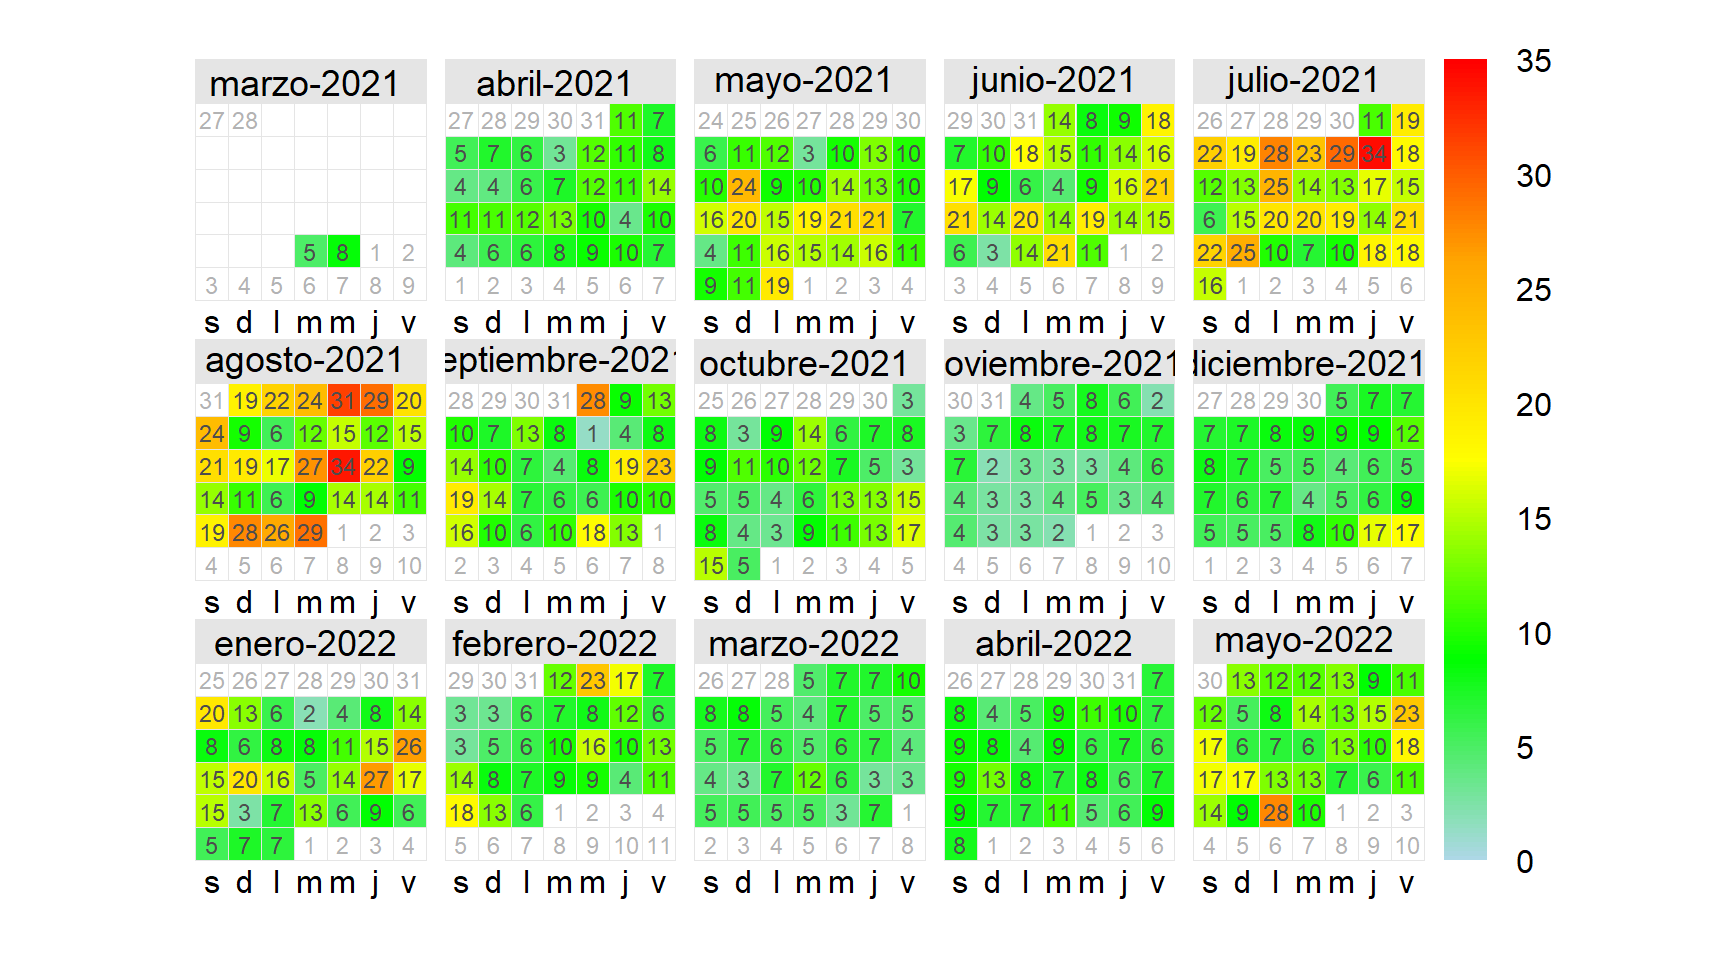 marzo-2021 abril-2021 mayo-2021 junio-2021 julio-2021 35
27 28 27 28 29 30 31 11 7 24 25 26 27 28 29 30 29 30 31 14 8 9 18 26 27 28 29 30 11 19
5 7 6 3 12 11 8 6 11 12 3 10 13 10 7 10 18 15 11 14 16 22 19 28 23 29 34 18
30
4 4 6 7 12 11 14 10 24 9 10 14 13 10 17 9 6 4 9 16 21 12 13 25 14 13 17 15
11 11 12 13 10 4 10 16 20 15 19 21 21 7 21 14 20 14 19 14 15 6 15 20 20 19 14 21
5 8 1 2 4 6 6 8 9 10 7 4 11 16 15 14 16 11 6 3 14 21 11 1 2 22 25 10 7 10 18 18
3 4 5 6 7 8 9 1 2 3 4 5 6 7 9 11 19 1 2 3 4 3 4 5 6 7 8 9 16 1 2 3 4 5 6
25
s d l m m j v s d l m m j v s d l m m j v s d l m m j v s d l m m j v
agosto-2021 eptiembre-2021 octubre-2021 oviembre-2021 diciembre-2021
31 19 22 24 31 29 20 28 29 30 31 28 9 13 25 26 27 28 29 30 3 30 31 4 5 8 6 2 27 28 29 30 5 7 7
20
24 9 6 12 15 12 15 10 7 13 8 1 4 8 8 3 9 14 6 7 8 3 7 8 7 8 7 7 7 7 8 9 9 9 12
21 19 17 27 34 22 9 14 10 7 4 8 19 23 9 11 10 12 7 5 3 7 2 3 3 3 4 6 8 7 5 5 4 6 5
14 11 6 9 14 14 11 19 14 7 6 6 10 10 5 5 4 6 13 13 15 4 3 3 4 5 3 4 7 6 7 4 5 6 9
15
19 28 26 29 1 2 3 16 10 6 10 18 13 1 8 4 3 9 11 13 17 4 3 3 2 1 2 3 5 5 5 8 10 17 17
4 5 6 7 8 9 10 2 3 4 5 6 7 8 15 5 1 2 3 4 5 4 5 6 7 8 9 10 1 2 3 4 5 6 7
s d l m m j v s d l m m j v s d l m m j v s d l m m j v s d l m m j v
10
enero-2022 febrero-2022 marzo-2022 abril-2022 mayo-2022
25 26 27 28 29 30 31 29 30 31 12 23 17 7 26 27 28 5 7 7 10 26 27 28 29 30 31 7 30 13 12 12 13 9 11
20 13 6 2 4 8 14 3 3 6 7 8 12 6 8 8 5 4 7 5 5 8 4 5 9 11 10 7 12 5 8 14 13 15 23
8 6 8 8 11 15 26 3 5 6 10 16 10 13 5 7 6 5 6 7 4 9 8 4 9 6 7 6 17 6 7 6 13 10 18
5
15 20 16 5 14 27 17 14 8 7 9 9 4 11 4 3 7 12 6 3 3 9 13 8 7 8 6 7 17 17 13 13 7 6 11
15 3 7 13 6 9 6 18 13 6 1 2 3 4 5 5 5 5 3 7 1 9 7 7 11 5 6 9 14 9 28 10 1 2 3
5 7 7 1 2 3 4 5 6 7 8 9 10 11 2 3 4 5 6 7 8 8 1 2 3 4 5 6 4 5 6 7 8 9 10
0
s d l m m j v s d l m m j v s d l m m j v s d l m m j v s d l m m j v